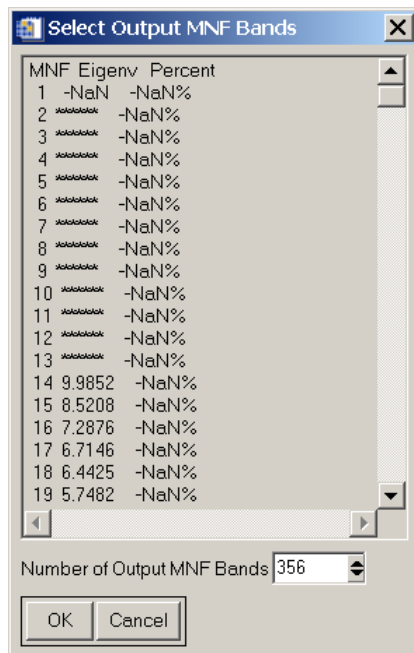 Select Output MNF Bands
MNF Eigenv Percent
1 -NaN -NaN%
2 ****** -NaN%
3 ****** -NaN%
4 ****** -NaN%
5 ****** -NaN%
6 ****** -NaN%
7 ****** -NaN%
8 ****** -NaN%
9 ****** -NaN%
10 ****** -NaN%
11 ****** -NaN%
12 ****** -NaN%
13 ****** -NaN%
14 9.9852 -NaN%
15 8.5208 -NaN%
16 7.2876 -NaN%
17 6.7146 -NaN%
18 6.4425 -NaN%
19 5.7482 -NaN%
Number of Output MNF Bands 356
OK Cancel